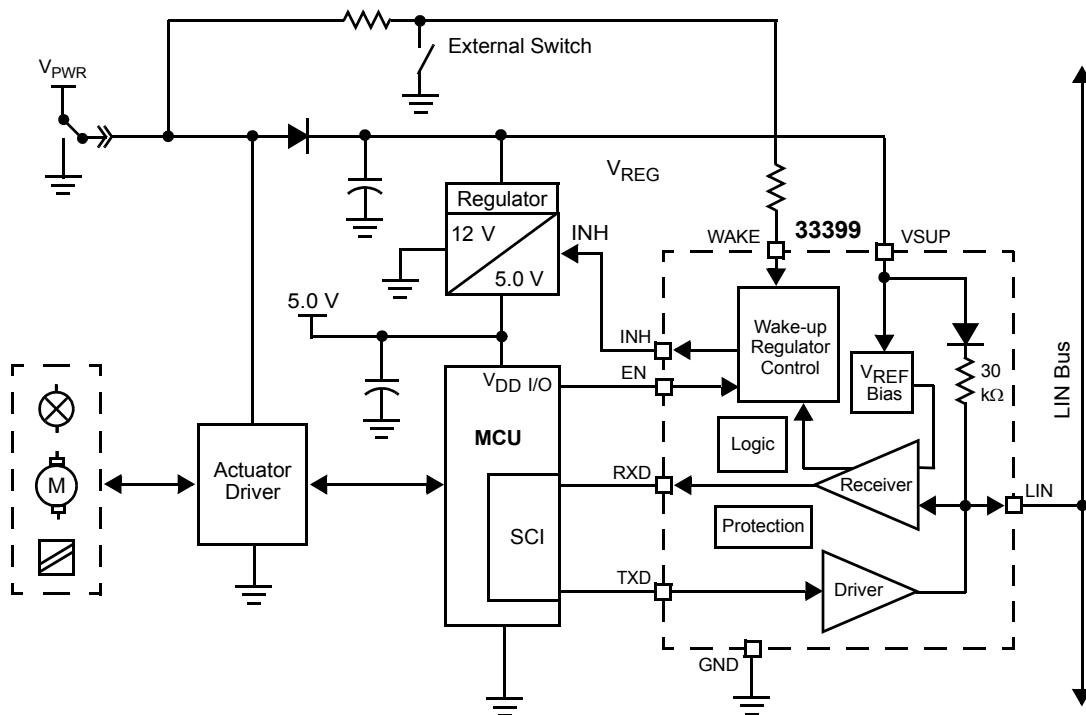 External Switch
VPWR
VREG
Regulator
12 V
5.0 V
INH
WAKE
33399
VSUP
5.0 V
INH
EN
Wake-up
Regulator
Control
VREF
Bias
30
kΩ
LIN Bus
VDD I/O
MCU
Logic
Actuator
Driver
M
RXD
Receiver
LIN
Protection
SCI
TXD
Driver
GND